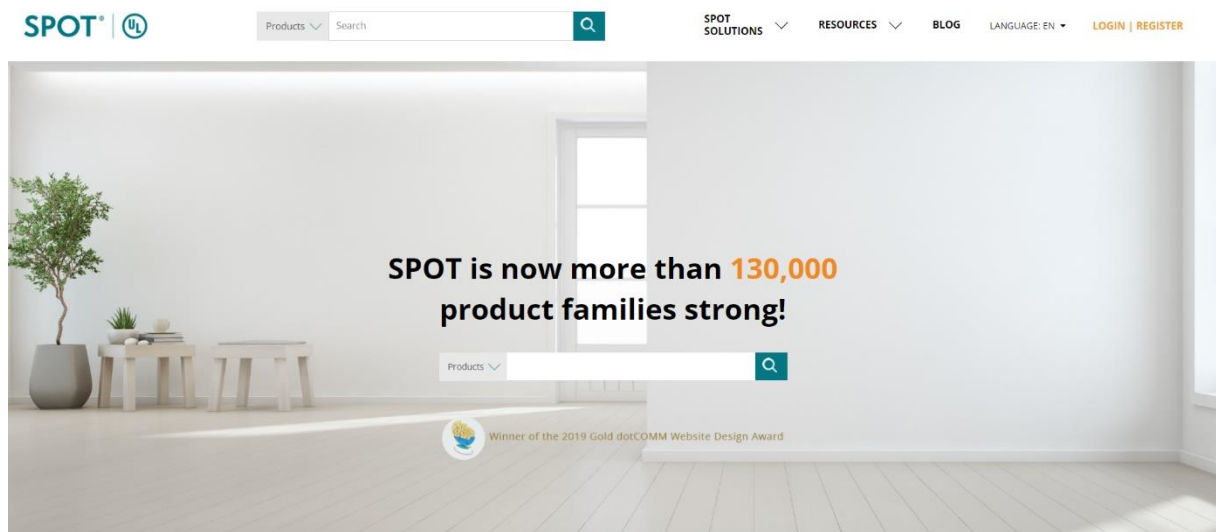 SPOT® | UL
Products Search
SPOT SOLUTIONS
RESOURCES
BLOG
LANGUAGE: EN
LOGIN | REGISTER
SPOT is now more than 130,000
product families strong!
Products
Winner of the 2019 Gold dotCOMM Website Design Award